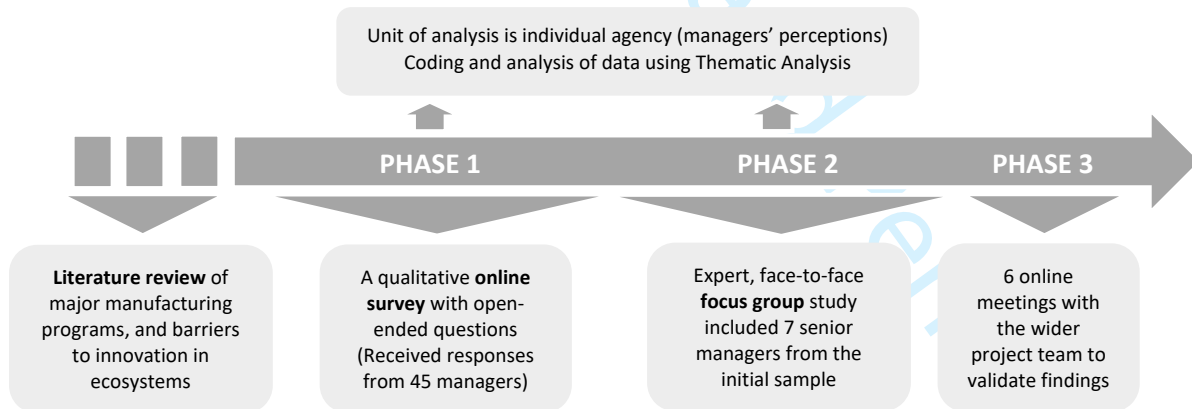 Unit of analysis is individual agency (managers’ perceptions)
Coding and analysis of data using Thematic Analysis
PHASE 1
PHASE 2
PHASE 3
Literature review of
major manufacturing
programs, and barriers
to innovation in
ecosystems
A qualitative online
survey with open-
ended questions
(Received responses
from 45 managers)
Expert, face-to-face
focus group study
included 7 senior
managers from the
initial sample
6 online
meetings with
the wider
project team to
validate findings